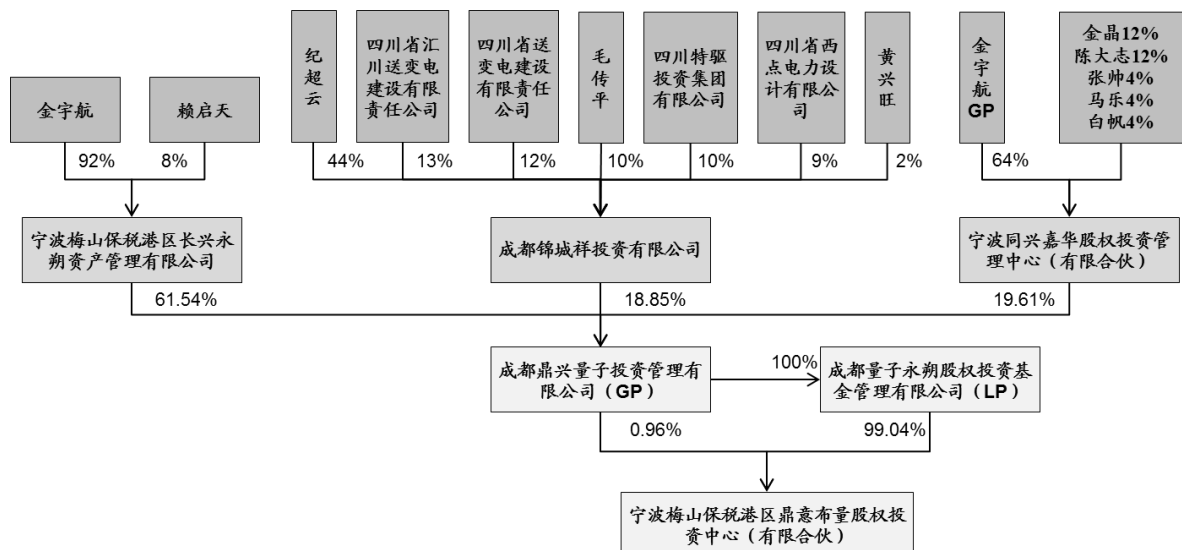 金宇航
赖启天
纪超云
四川省汇
川送变电
建设有限
责任公司
四川省送
变电建设
有限责任
公司
毛传平
四川特驱
投资集团
有限公司
四川省西
点电力设
计有限公
司
黄兴旺
金宇航
GP
金晶12%
陈大志12%
张帅4%
马乐4%
白帆4%
92%
8%
44%
13%
12%
10%
10%
9%
2%
64%
宁波梅山保税港区长兴永
朔资产管理有限公司
成都锦城祥投资有限公司
宁波同兴嘉华股权投资管
理中心（有限合伙）
61.54%
18.85%
19.61%
成都鼎兴量子投资管理有
限公司（GP）
100%
成都量子永朔股权投资基
金管理有限公司（LP）
0.96%
99.04%
宁波梅山保税港区鼎意布量股权投
资中心（有限合伙）